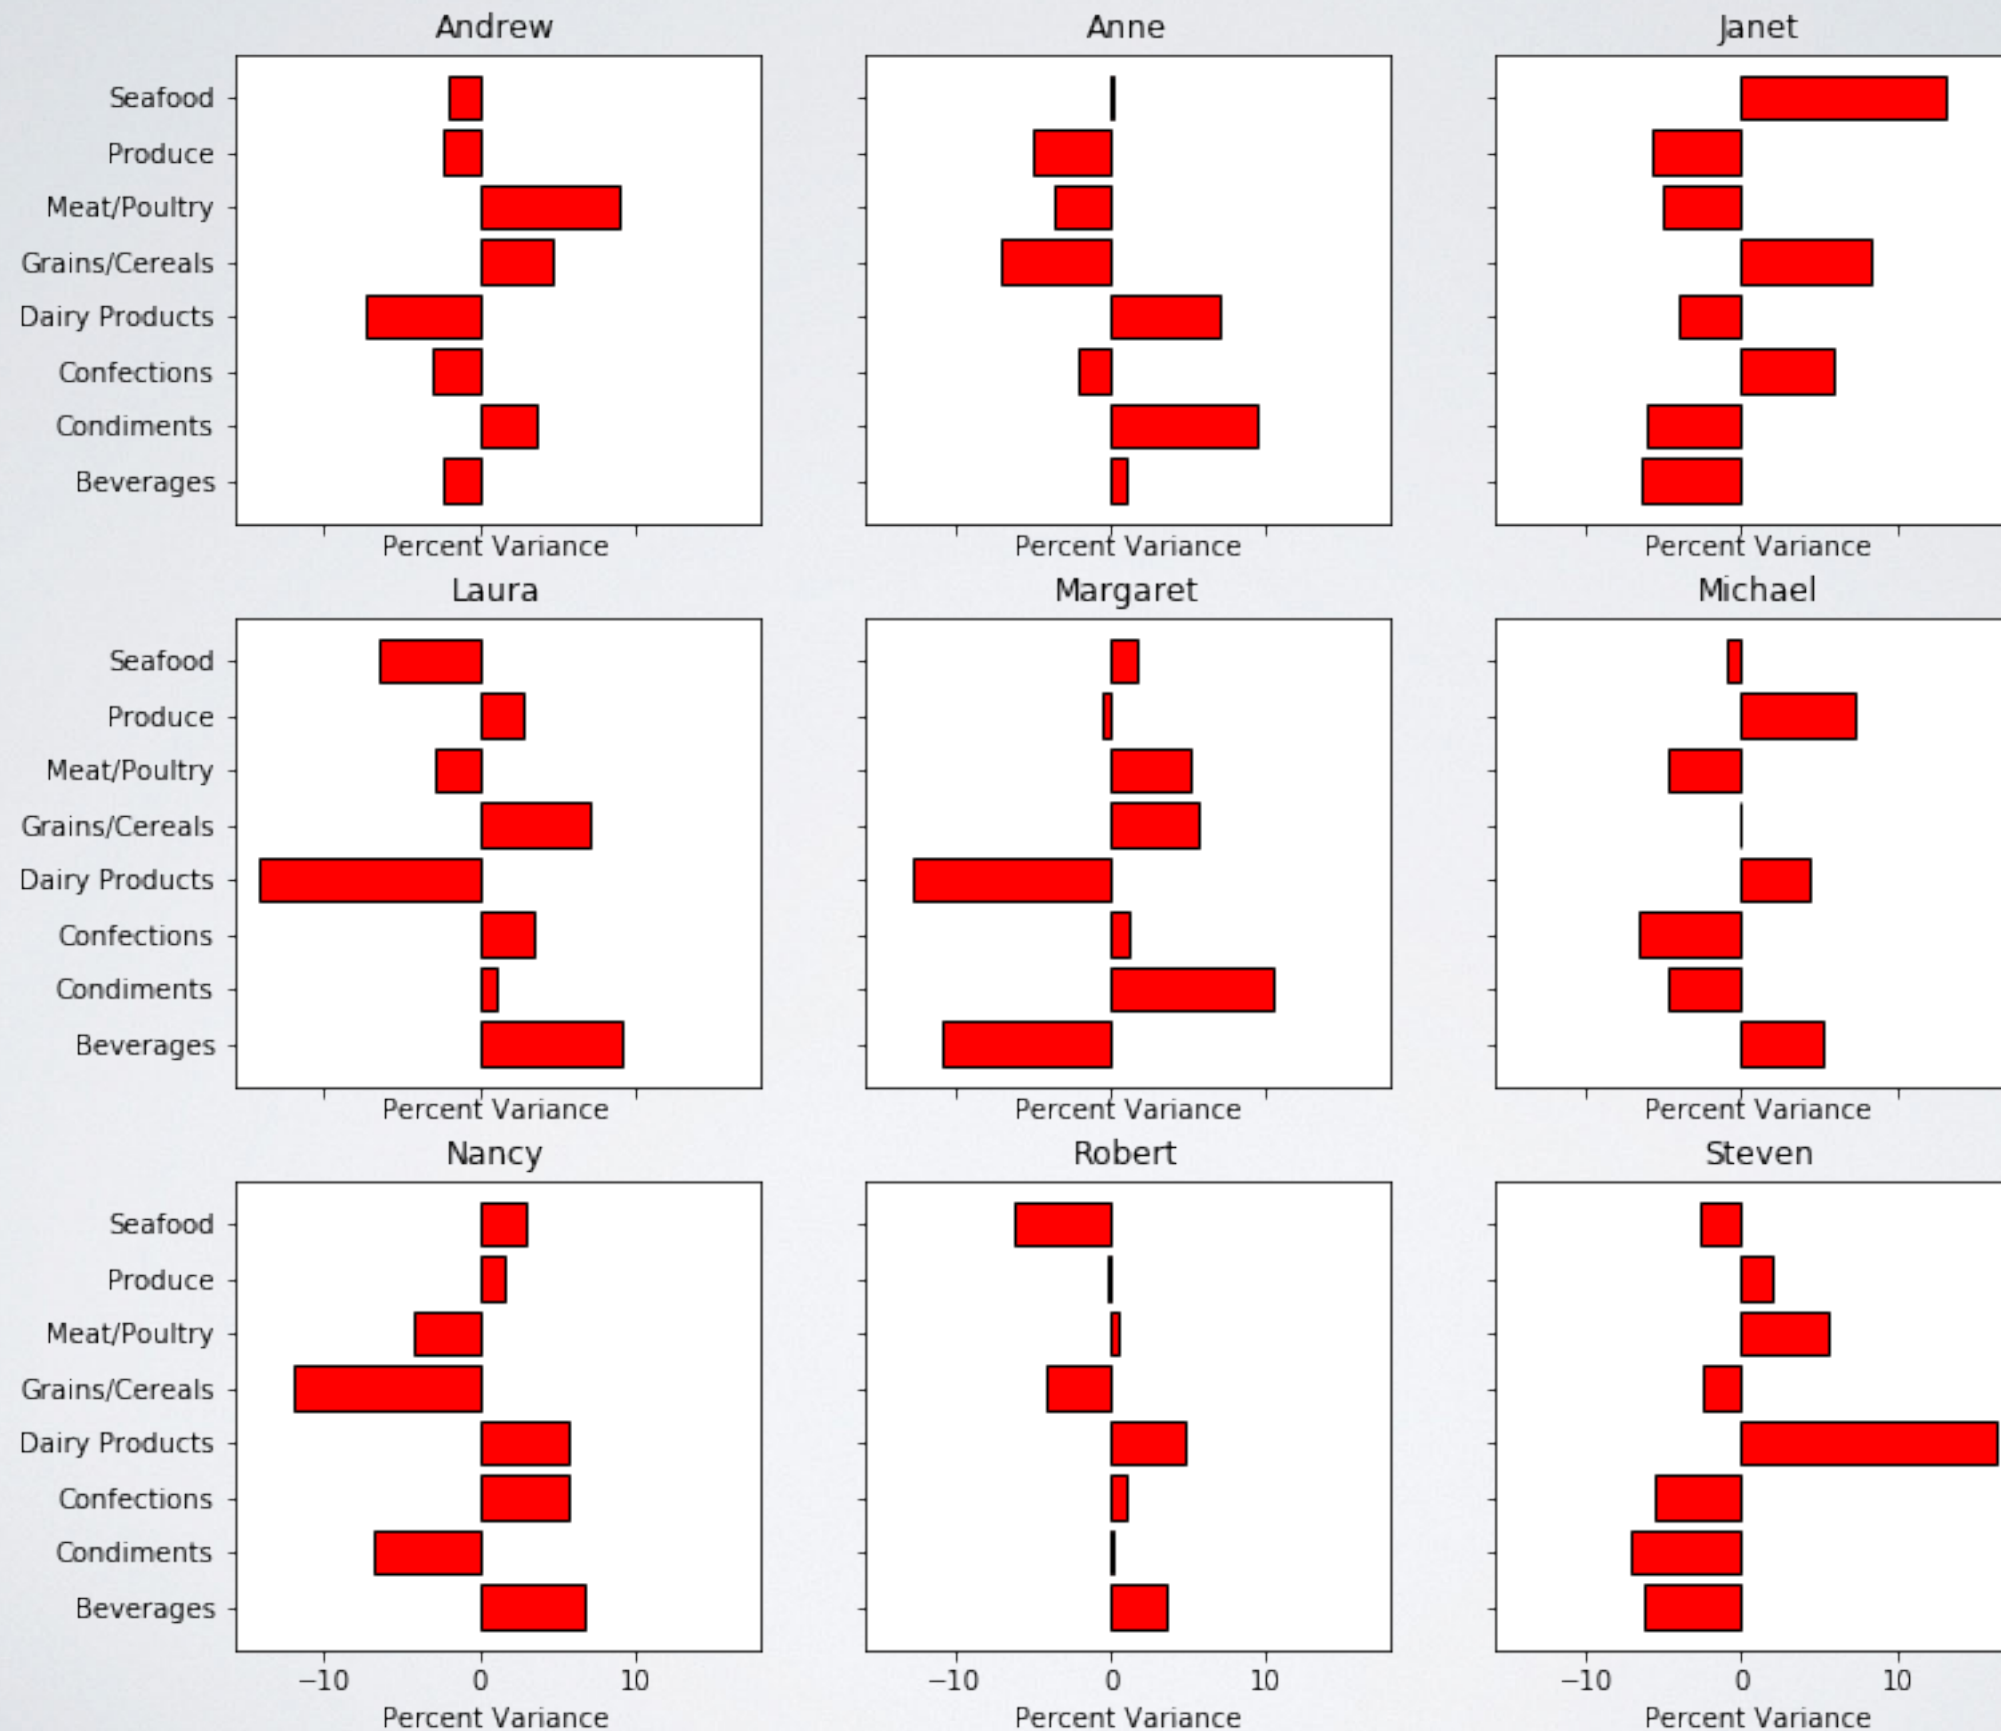 Andrew Anne Janet
Seafood
Produce
Meat/Poultry
Grains/Cereals
Dairy Products
Confections
Condiments
Beverages
Percent Variance Percent Variance Percent Variance
Laura Margaret Michael
Seafood
Produce
Meat/Poultry
Grains/Cereals
Dairy Products
Confections
Condiments
Beverages
Percent Variance Percent Variance Percent Variance
Nancy Robert Steven
Seafood
Produce
Meat/Poultry
Grains/Cereals
Dairy Products
Confections
Condiments
Beverages
−10 0 10 −10 0 10 −10 0 10
Percent Variance Percent Variance Percent Variance